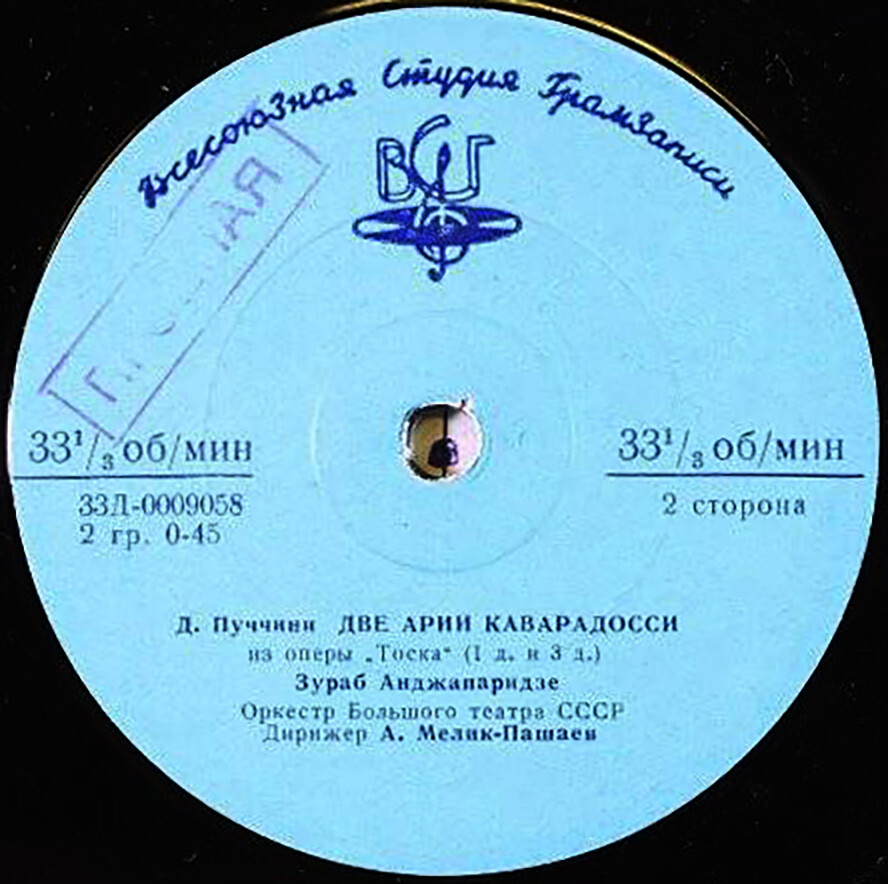 Всесоюзная Студия Грамзаписи
ВСГ
33¹/₃ об/мин
33Д-0009058
2 гр. 0-45
33¹/₃ об/мин
2 сторона
Д. Пуччини ДВЕ АРИИ КАВАРАДОССИ
из оперы „Тоска“ (1 д. и 3 д.)
Зураб Анджапаридзе
Оркестр Большого театра СССР
Дирижер А. Мелик-Пашаев